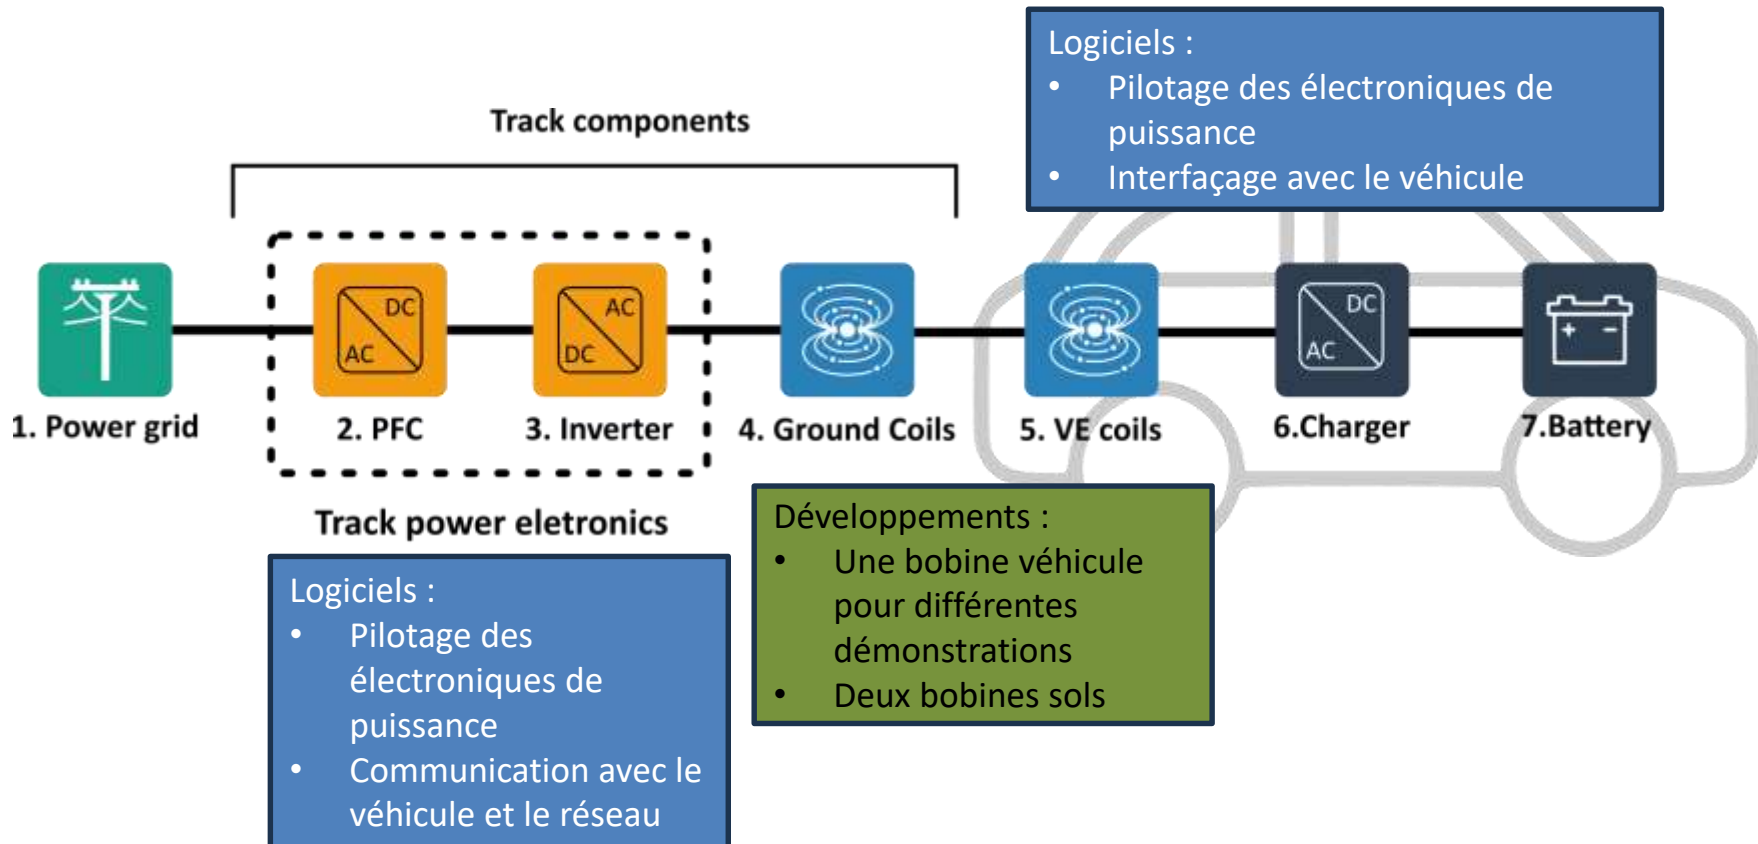 Logiciels :
• Pilotage des électroniques de
puissance
• Interfaçage avec le véhicule
Track components
DC
AC
AC
DC
DC
AC
+ -
1. Power grid
2. PFC
3. Inverter
4. Ground Coils
5. VE coils
6.Charger
7.Battery
Track power eletronics
Logiciels :
• Pilotage des
électroniques de
puissance
• Communication avec le
véhicule et le réseau
Développements :
• Une bobine véhicule
pour différentes
démonstrations
• Deux bobines sols